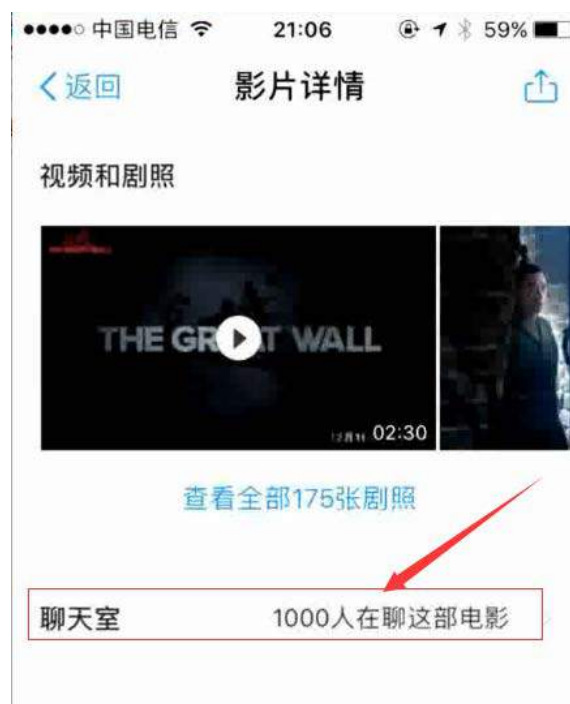 中国电信 21:06 59%
返回 影片详情
视频和剧照
THE GREAT WALL
02:30
查看全部175张剧照
聊天室 1000人在聊这部电影